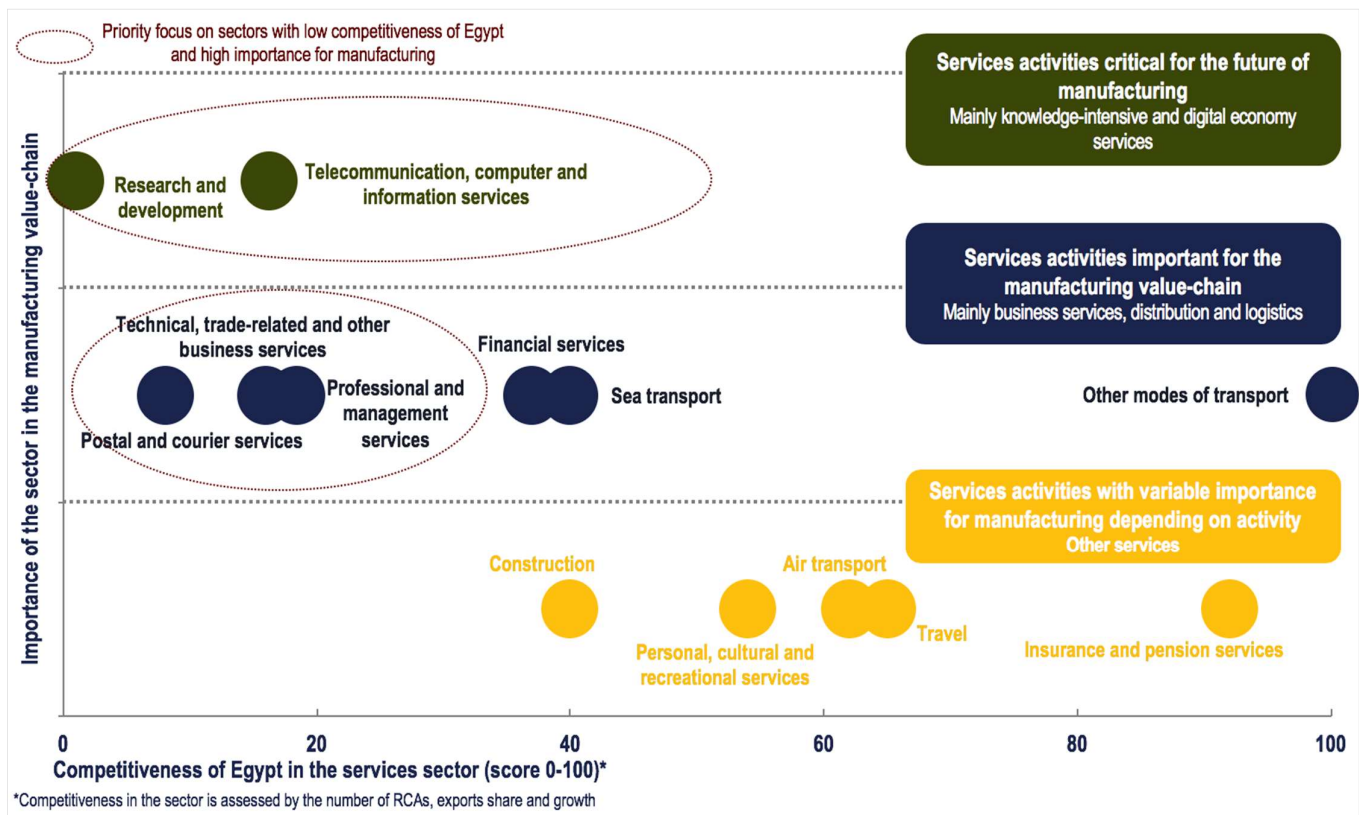 Priority focus on sectors with low competitiveness of Egypt
and high importance for manufacturing
Services activities critical for the future of
manufacturing
Mainly knowledge-intensive and digital economy
services
Importance of the sector in the manufacturing value-chain
Research and
development
Telecommunication, computer and
information services
Services activities important for the
manufacturing value-chain
Mainly business services, distribution and logistics
Technical, trade-related and other
business services
Postal and courier services
Professional and
management
services
Financial services
Sea transport
Other modes of transport
Services activities with variable importance
for manufacturing depending on activity
Other services
Construction
Personal, cultural and
recreational services
Air transport
Travel
Insurance and pension services
0
20
40
60
80
100
Competitiveness of Egypt in the services sector (score 0-100)*
*Competitiveness in the sector is assessed by the number of RCAs, exports share and growth